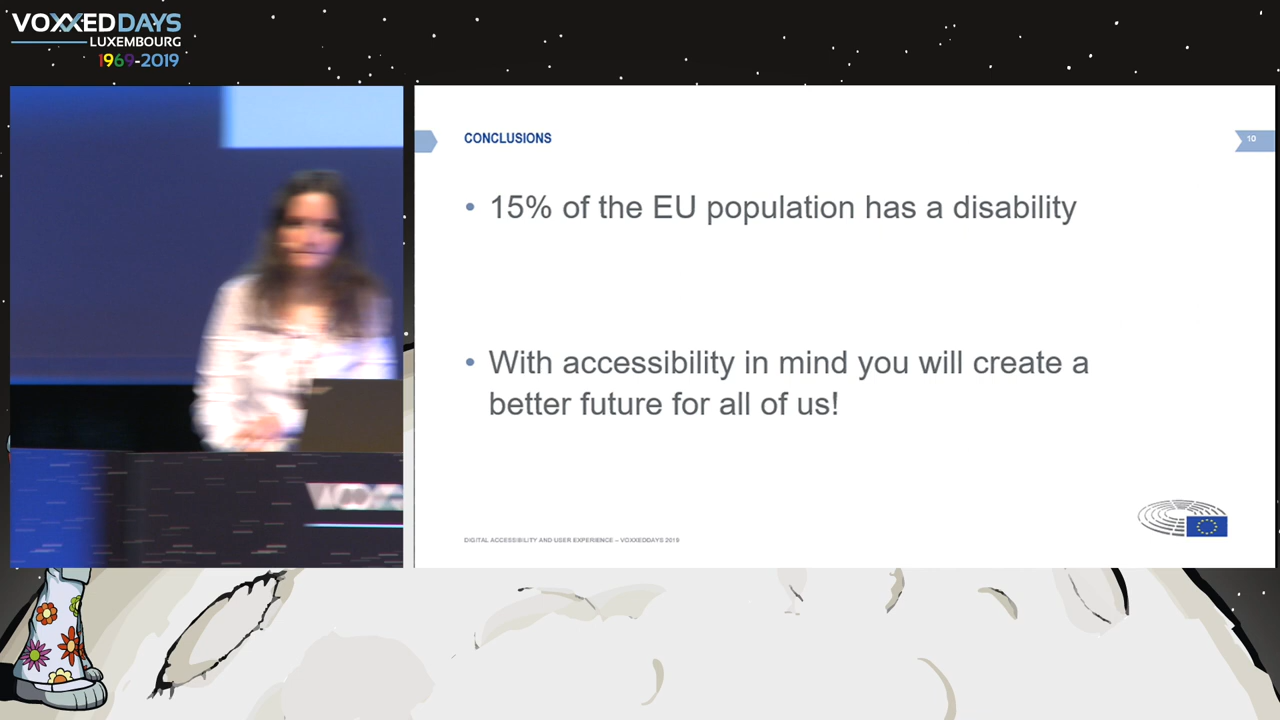 VOXXEDDAYS
LUXEMBOURG
1969-2019
CONCLUSIONS
10
• 15% of the EU population has a disability
• With accessibility in mind you will create a
better future for all of us!
DIGITAL ACCESSIBILITY AND USER EXPERIENCE – VOXXEDDAYS 2019